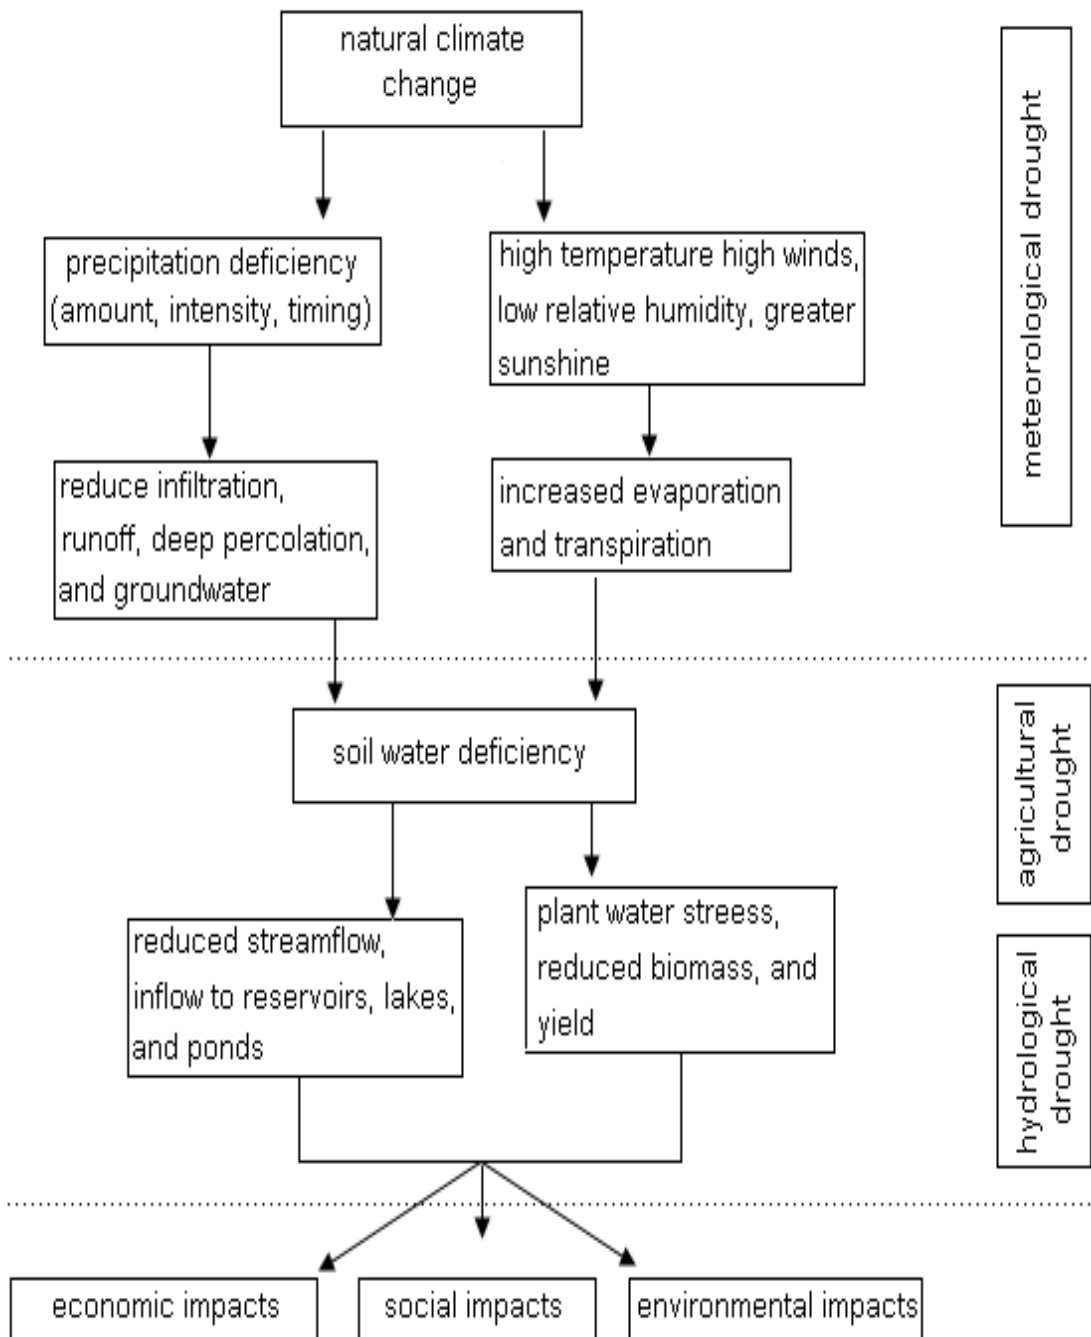 natural climate
change
meteorological drought
precipitation deficiency
(amount, intensity, timing)
high temperature high winds,
low relative humidity, greater
sunshine
reduce infiltration,
runoff, deep percolation,
and groundwater
increased evaporation
and transpiration
soil water deficiency
agricultural
drought
reduced streamflow,
inflow to reservoirs, lakes,
and ponds
plant water streess,
reduced biomass, and
yield
hydrological
drought
economic impacts
social impacts
environmental impacts